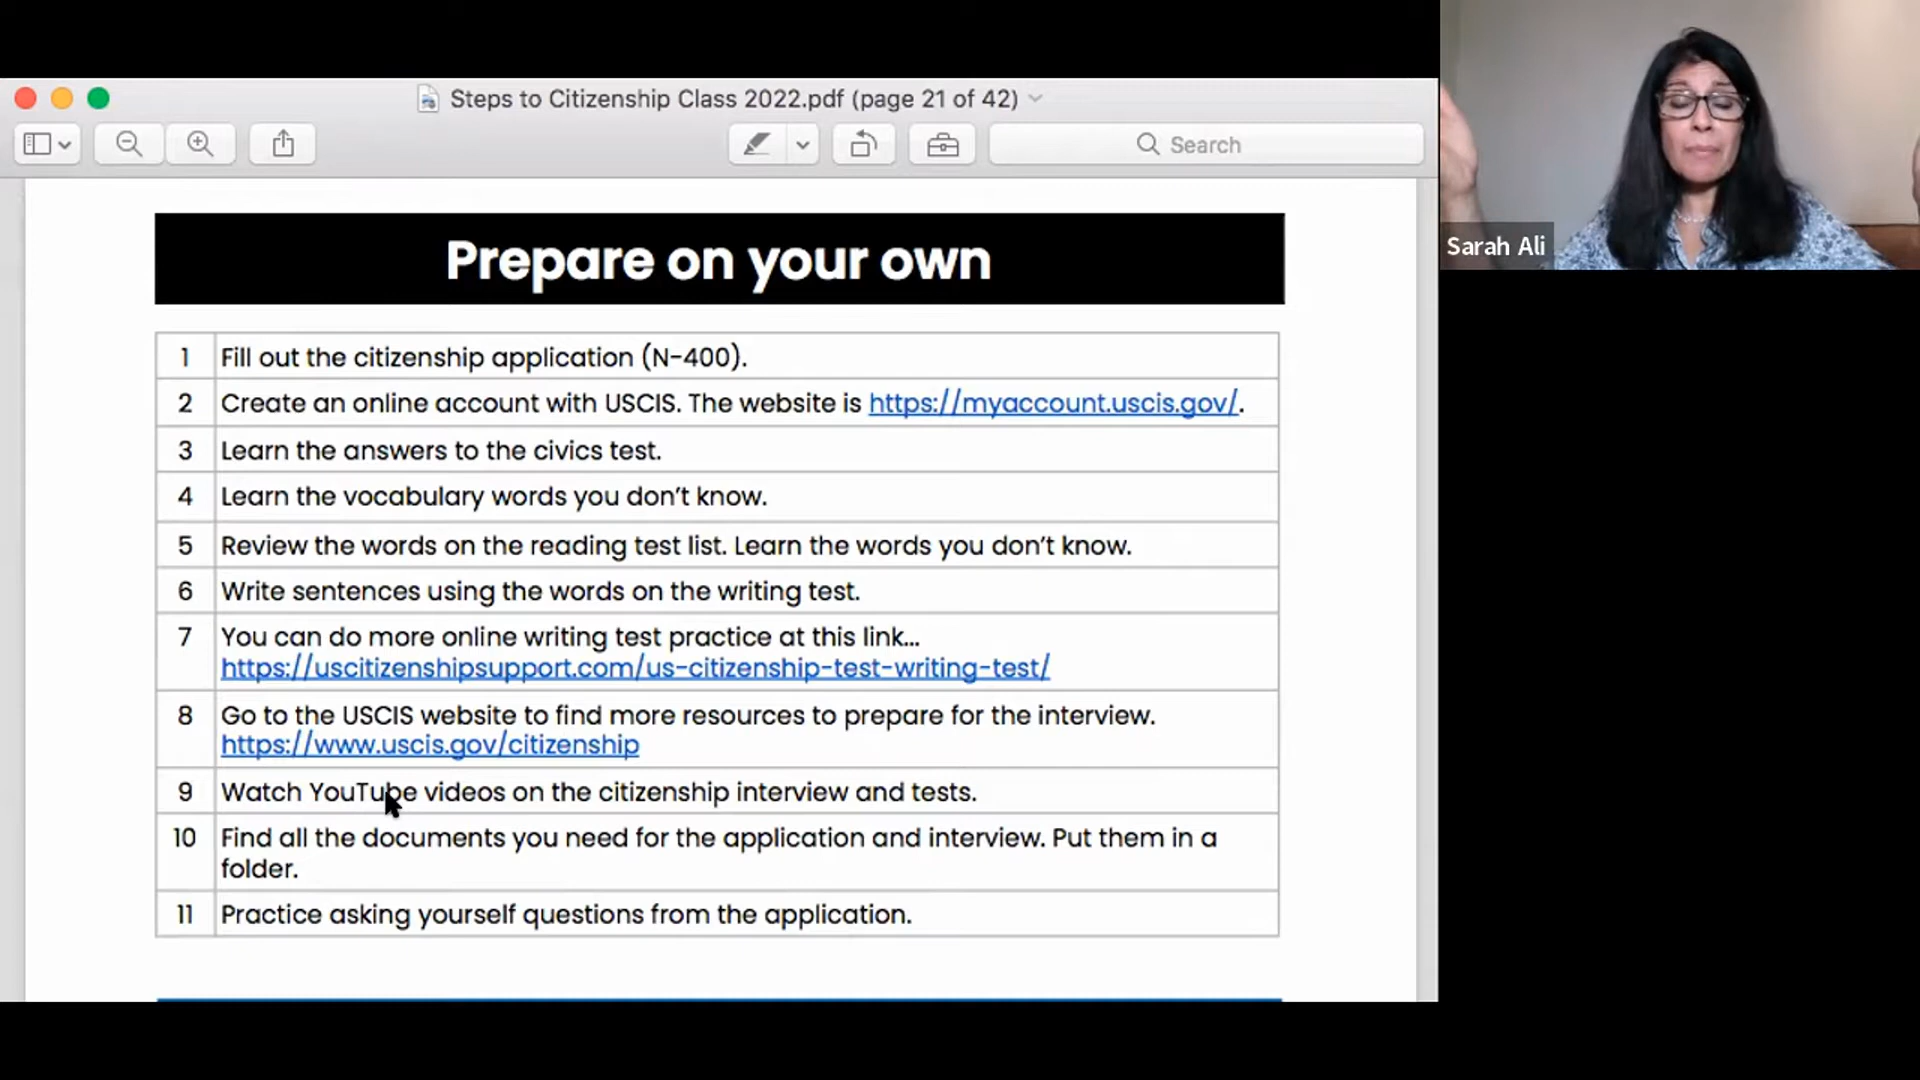 Steps to Citizenship Class 2022.pdf (page 21 of 42)
Search
Sarah Ali
Prepare on your own
1 Fill out the citizenship application (N-400).
2 Create an online account with USCIS. The website is https://myaccount.uscis.gov/.
3 Learn the answers to the civics test.
4 Learn the vocabulary words you don't know.
5 Review the words on the reading test list. Learn the words you don't know.
6 Write sentences using the words on the writing test.
7 You can do more online writing test practice at this link...
https://uscitizenshipsupport.com/us-citizenship-test-writing-test/
8 Go to the USCIS website to find more resources to prepare for the interview.
https://www.uscis.gov/citizenship
9 Watch YouTube videos on the citizenship interview and tests.
10 Find all the documents you need for the application and interview. Put them in a
folder.
11 Practice asking yourself questions from the application.